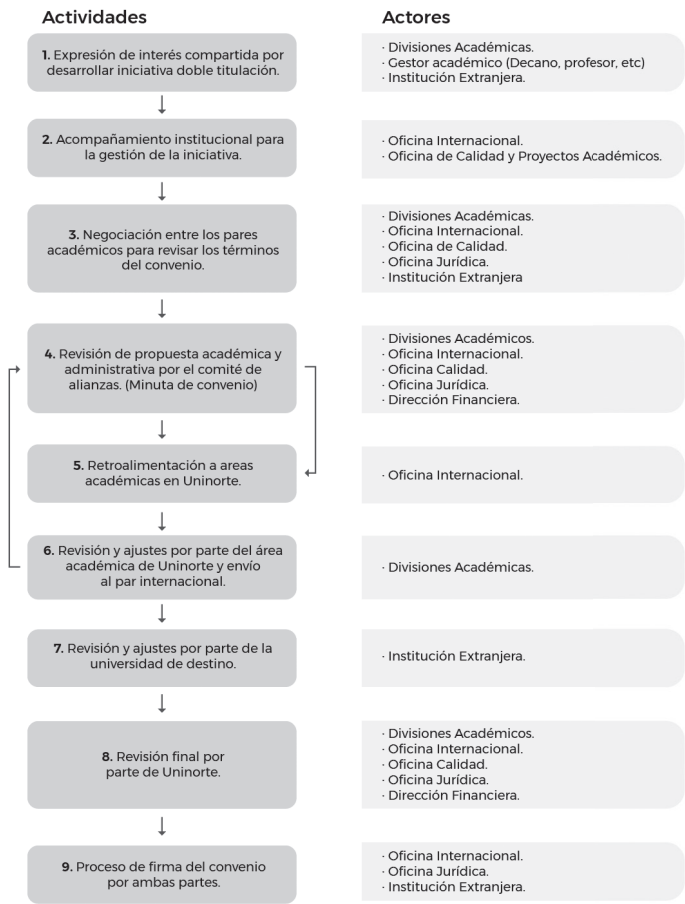 Actividades
Actores
1. Expresión de interés compartida por
desarrollar iniciativa doble titulación.
· Divisiones Académicas.
· Gestor académico (Decano, profesor, etc)
· Institución Extranjera.
2. Acompañamiento institucional para
la gestión de la iniciativa.
· Oficina Internacional.
· Oficina de Calidad y Proyectos Académicos.
3. Negociación entre los pares
académicos para revisar los términos
del convenio.
· Divisiones Académicas.
· Oficina Internacional.
· Oficina de Calidad.
· Oficina Jurídica.
· Institución Extranjera
4. Revisión de propuesta académica y
administrativa por el comité de
alianzas. (Minuta de convenio)
· Divisiones Académicos.
· Oficina Internacional.
· Oficina Calidad.
· Oficina Jurídica.
· Dirección Financiera.
5. Retroalimentación a areas
académicas en Uninorte.
· Oficina Internacional.
6. Revisión y ajustes por parte del área
académica de Uninorte y envío
al par internacional.
· Divisiones Académicas.
7. Revisión y ajustes por parte de la
universidad de destino.
· Institución Extranjera.
8. Revisión final por
parte de Uninorte.
· Divisiones Académicos.
· Oficina Internacional.
· Oficina Calidad.
· Oficina Jurídica.
· Dirección Financiera.
9. Proceso de firma del convenio
por ambas partes.
· Oficina Internacional.
· Oficina Jurídica.
· Institución Extranjera.